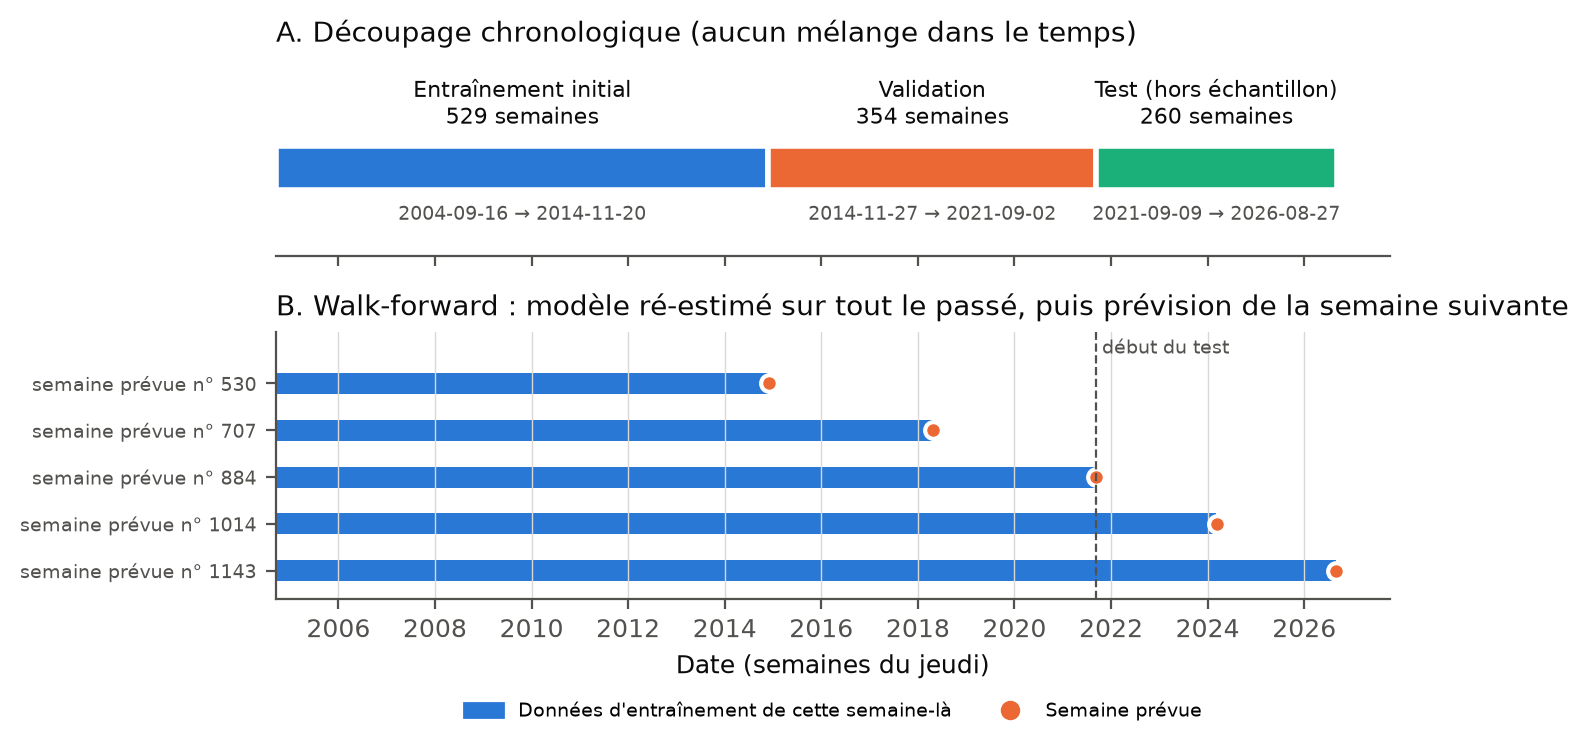 A. Découpage chronologique (aucun mélange dans le temps)
Entraînement initial
529 semaines
Validation
354 semaines
Test (hors échantillon)
260 semaines
2004-09-16 → 2014-11-20
2014-11-27 → 2021-09-02
2021-09-09 → 2026-08-27
B. Walk-forward : modèle ré-estimé sur tout le passé, puis prévision de la semaine suivante
début du test
semaine prévue n° 530
semaine prévue n° 707
semaine prévue n° 884
semaine prévue n° 1014
semaine prévue n° 1143
2006 2008 2010 2012 2014 2016 2018 2020 2022 2024 2026
Date (semaines du jeudi)
Données d'entraînement de cette semaine-là
Semaine prévue